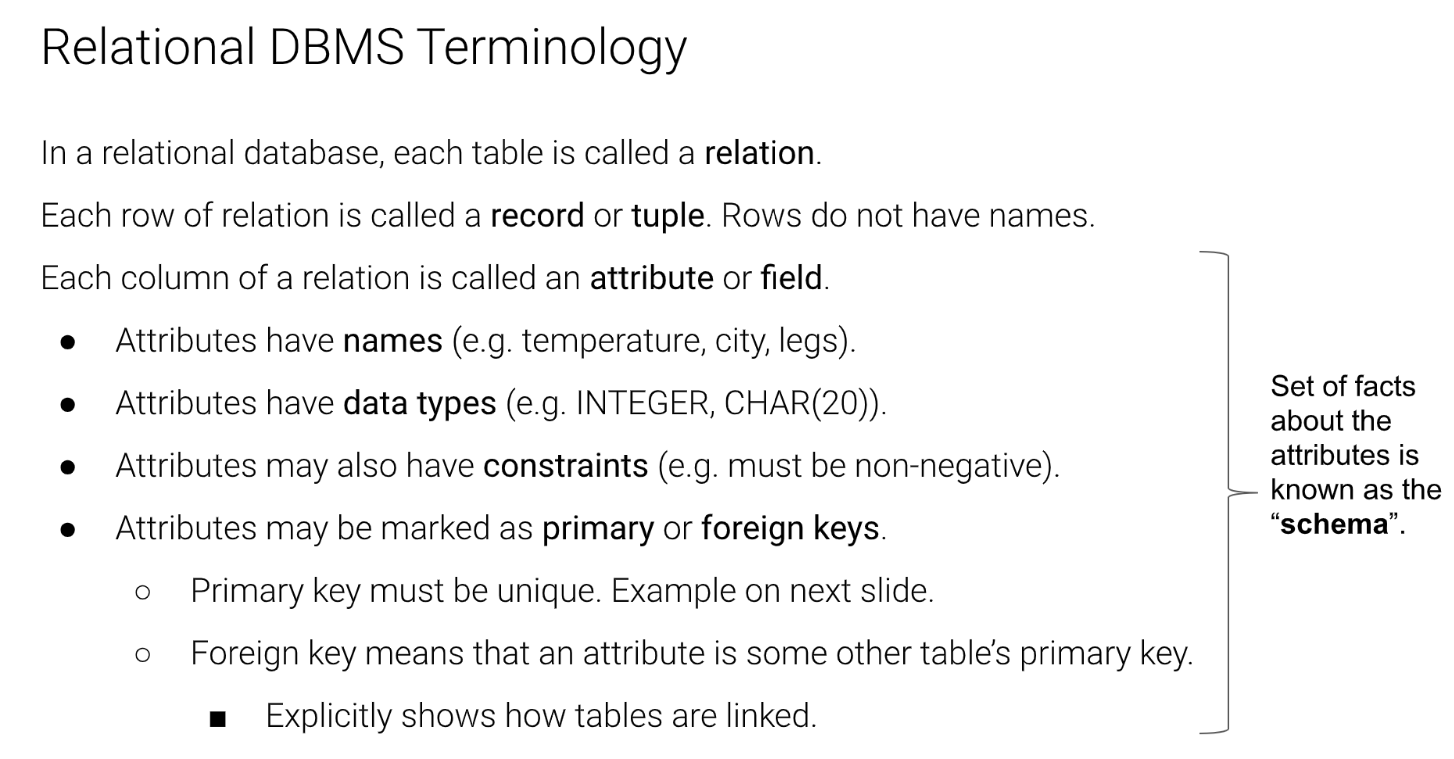 Relational DBMS Terminology
In a relational database, each table is called a relation.
Each row of relation is called a record or tuple. Rows do not have names.
Each column of a relation is called an attribute or field.
● Attributes have names (e.g. temperature, city, legs).
● Attributes have data types (e.g. INTEGER, CHAR(20)).
● Attributes may also have constraints (e.g. must be non-negative).
● Attributes may be marked as primary or foreign keys.
○ Primary key must be unique. Example on next slide.
○ Foreign key means that an attribute is some other table’s primary key.
■ Explicitly shows how tables are linked.
Set of facts
about the
attributes is
known as the
“schema”.